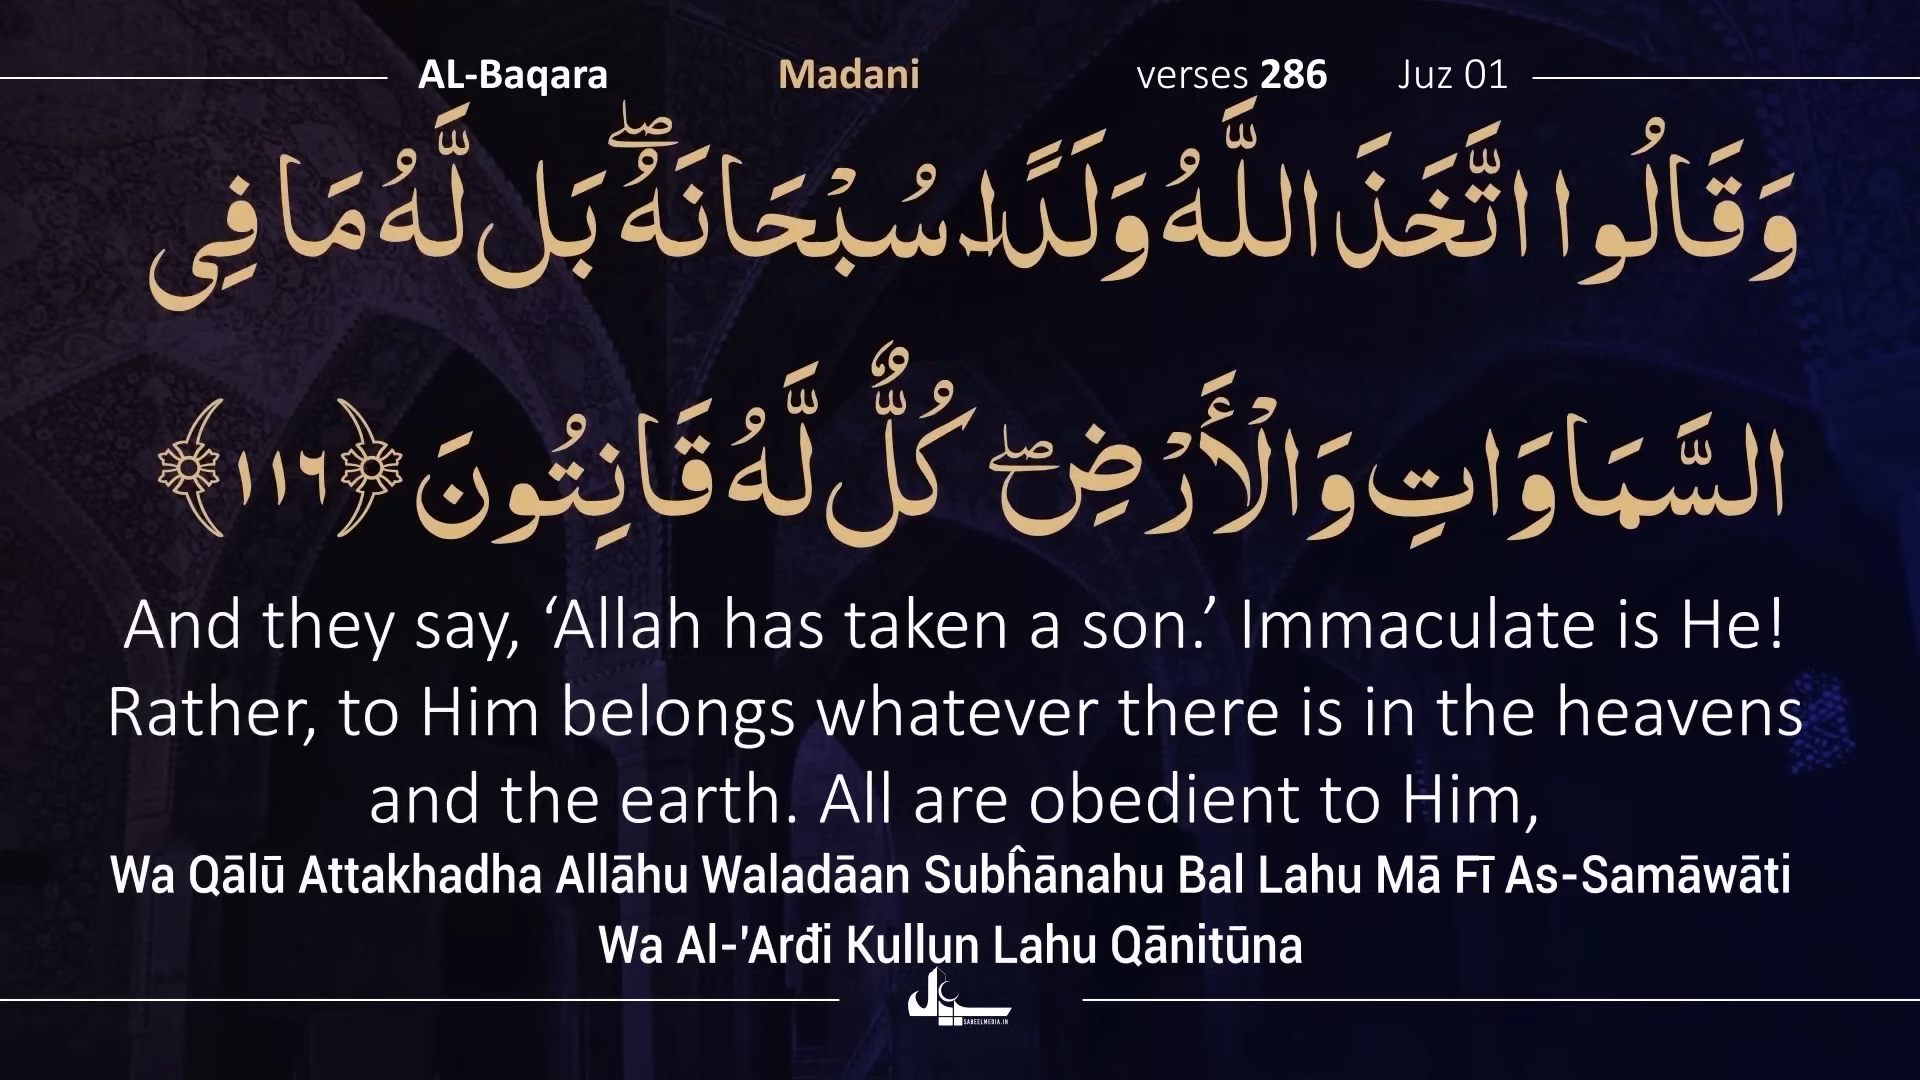 AL-Baqara Madani verses 286 Juz 01
وَقَالُوا اتَّخَذَ اللَّهُ وَلَدًا ۗ سُبْحَانَهُ ۖ بَل لَّهُ مَا فِي
السَّمَاوَاتِ وَالْأَرْضِ ۖ كُلٌّ لَّهُ قَانِتُونَ ﴿١١٦﴾
And they say, ‘Allah has taken a son.’ Immaculate is He!
Rather, to Him belongs whatever there is in the heavens
and the earth. All are obedient to Him,
Wa Qālū Attakhadha Allāhu Waladāan Subĥānahu Bal Lahu Mā Fī As-Samāwāti
Wa Al-'Arđi Kullun Lahu Qānitūna
SABEELMEDIA.IN